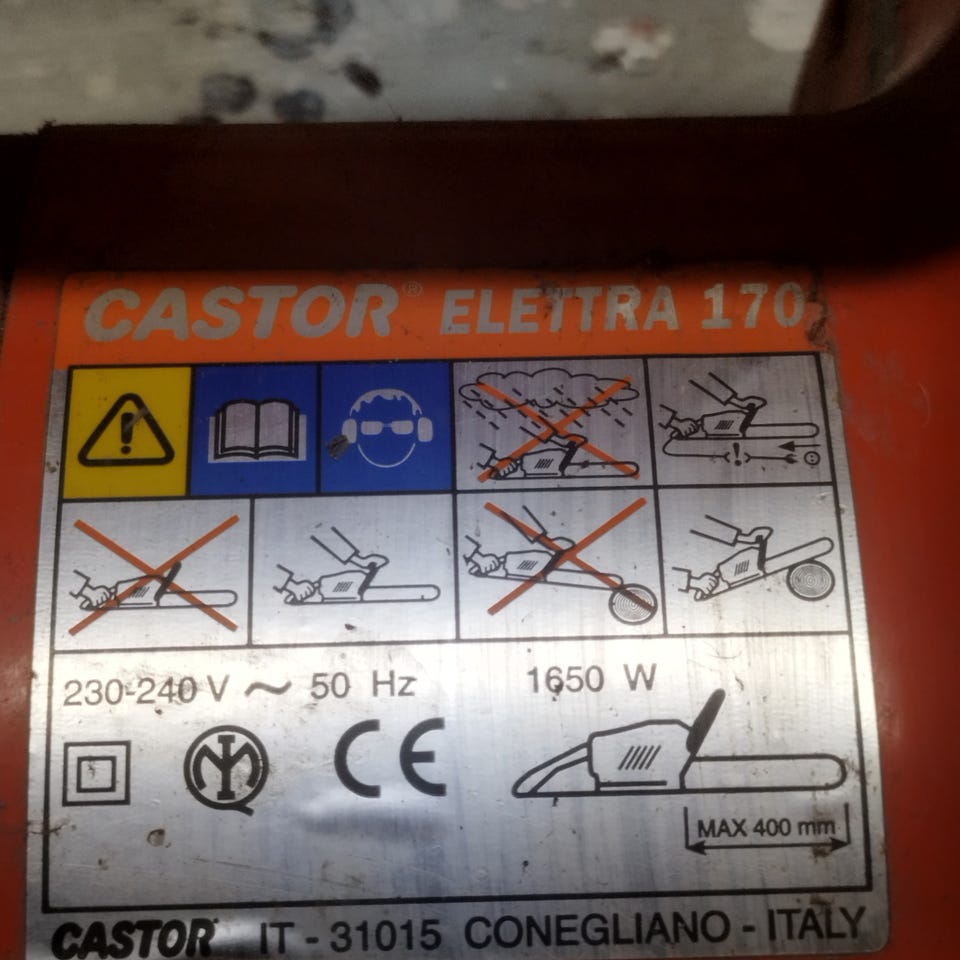 CASTOR® ELETTRA 170
230-240 V ~ 50 Hz 1650 W
CE
MAX 400 mm
CASTOR® IT - 31015 CONEGLIANO - ITALY